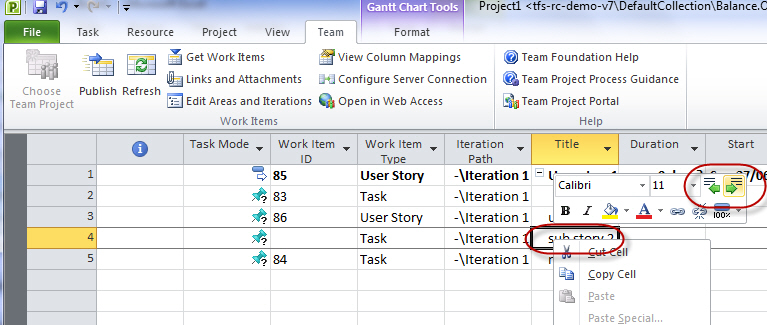 Gantt Chart Tools
Project1 <tfs-rc-demo-v7\DefaultCollection\Balance.C
File Task Resource Project View Team Format
Choose Team Project
Publish
Refresh
Get Work Items
Links and Attachments
Edit Areas and Iterations
View Column Mappings
Configure Server Connection
Open in Web Access
Work Items
Team Foundation Help
Team Project Process Guidance
Team Project Portal
Help
Task Mode Work Item ID Work Item Type Iteration Path Title Duration Start
1 85 User Story -\Iteration 1
2 83 Task -\Iteration 1
3 86 User Story -\Iteration 1
4 Task -\Iteration 1 sub story 2
5 84 Task -\Iteration 1
Calibri 11
B I A 100%
Cut Cell
Copy Cell
Paste
Paste Special...